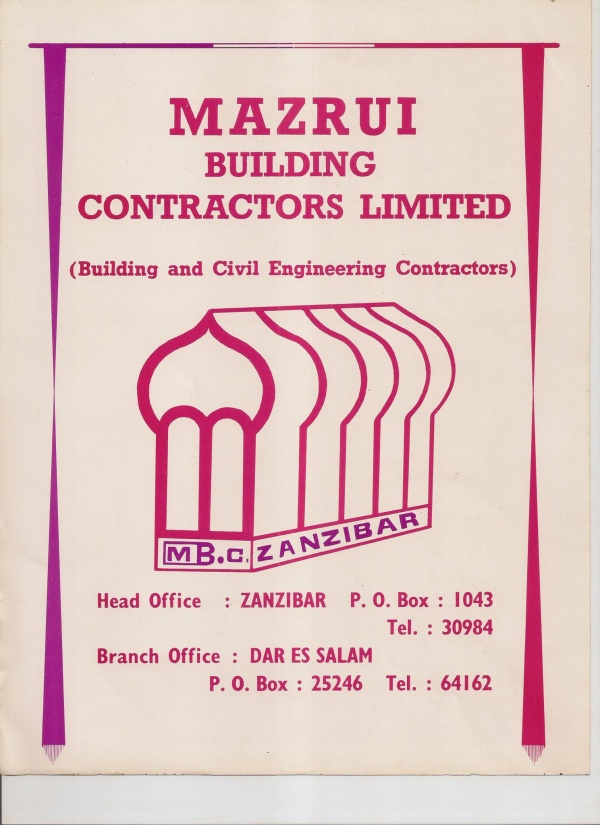 MAZRUI
BUILDING
CONTRACTORS LIMITED
(Building and Civil Engineering Contractors)
MB.C. ZANZIBAR
Head Office : ZANZIBAR P. O. Box : 1043
Tel. : 30984
Branch Office : DAR ES SALAM
P. O. Box : 25246 Tel. : 64162